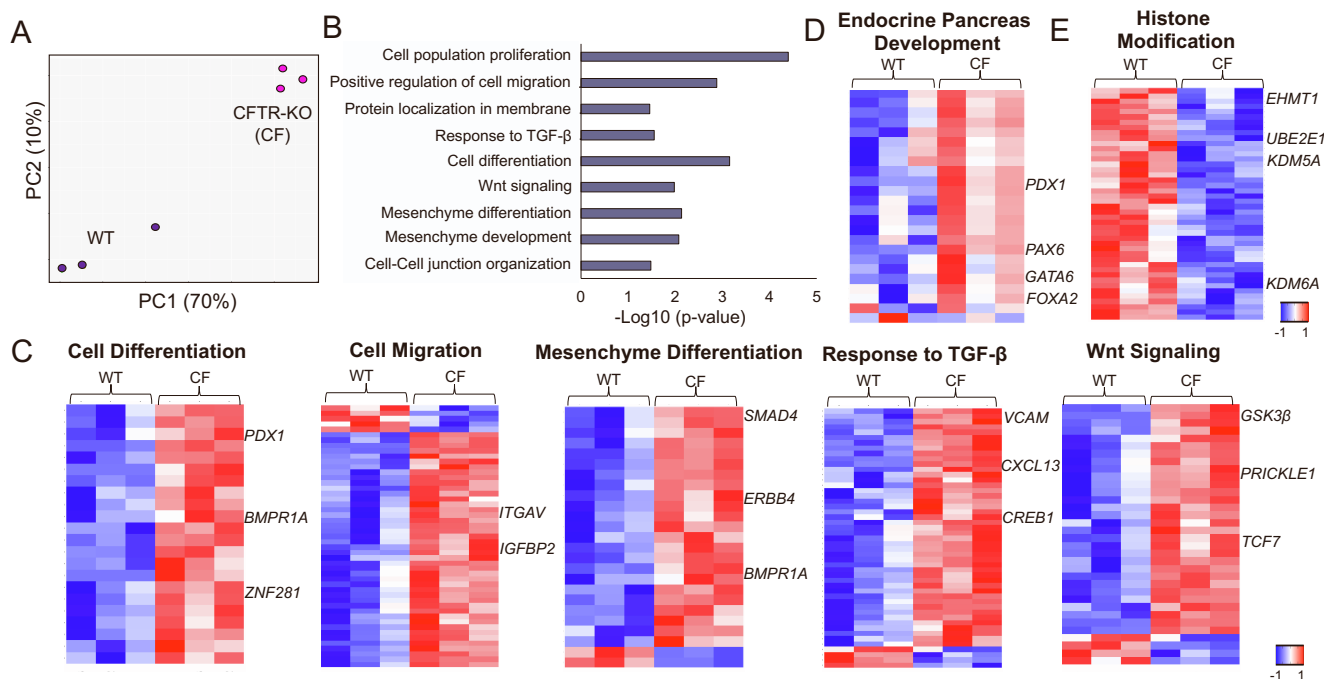 A
PC2 (10%)
CFTR-KO
(CF)
WT
PC1 (70%)
B
Cell population proliferation
Positive regulation of cell migration
Protein localization in membrane
Response to TGF-β
Cell differentiation
Wnt signaling
Mesenchyme differentiation
Mesenchyme development
Cell-Cell junction organization
0 1 2 3 4 5
-Log10 (p-value)
D
Endocrine Pancreas
Development
WT CF
PDX1
PAX6
GATA6
FOXA2
E
Histone
Modification
WT CF
EHMT1
UBE2E1
KDM5A
KDM6A
-1 1
C
Cell Differentiation
WT CF
PDX1
BMPR1A
ZNF281
Cell Migration
WT CF
ITGAV
IGFBP2
Mesenchyme Differentiation
WT CF
SMAD4
ERBB4
BMPR1A
Response to TGF-β
WT CF
VCAM
CXCL13
CREB1
Wnt Signaling
WT CF
GSK3β
PRICKLE1
TCF7
-1 1